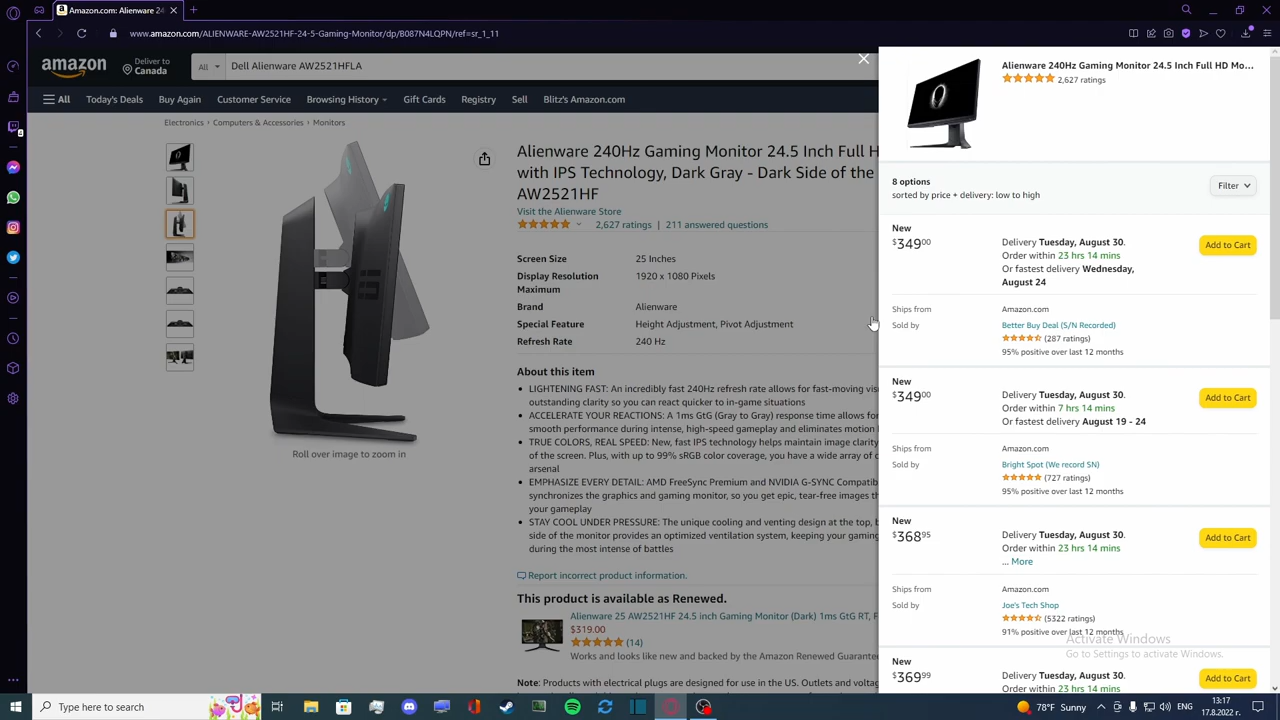 Amazon.com: A
www.amazon.com/ALIENWARE-AW2521HF-24-5-Gaming-Monitor/dp/B087N4LQPN/ref=sr_1_11
amazon
Deliver to
Canada
All
Dell Alienware AW2521HFLA
All
Today's Deals
Buy Again
Customer Service
Browsing History
Gift Cards
Registry
Sell
Blitz's Amazon.com
Electronics › Computers & Accessories › Monitors
Roll over image to zoom in
Alienware 240Hz Gaming Monitor 24.5 Inch Full H
with IPS Technology, Dark Gray - Dark Side of the
AW2521HF
Visit the Alienware Store
2,627 ratings | 211 answered questions
Screen Size 25 Inches
Display Resolution 1920 x 1080 Pixels
Maximum
Brand Alienware
Special Feature Height Adjustment, Pivot Adjustment
Refresh Rate 240 Hz
About this item
• LIGHTENING FAST: An incredibly fast 240Hz refresh rate allows for fast-moving vis
outstanding clarity so you can react quicker to in-game situations
• ACCELERATE YOUR REACTIONS: A 1ms GtG (Gray to Gray) response time allows for
smooth performance during intense, high-speed gameplay and eliminates motion
• TRUE COLORS, REAL SPEED: New, fast IPS technology helps maintain image clarity
of the screen. Plus, with up to 99% sRGB color coverage, you have a wide array of c
arsenal
• EMPHASIZE EVERY DETAIL: AMD FreeSync Premium and NVIDIA G-SYNC Compatib
synchronizes the graphics and gaming monitor, so you get epic, tear-free images th
your gameplay
• STAY COOL UNDER PRESSURE: The unique cooling and venting design at the top, b
side of the monitor provides an optimized ventilation system, keeping your gaming
during the most intense of battles
Report incorrect product information.
This product is available as Renewed.
Alienware 25 AW2521HF 24.5 inch Gaming Monitor (Dark) 1ms GtG RT, F
$319.00
(14)
Works and looks like new and backed by the Amazon Renewed Guarante
Note: Products with electrical plugs are designed for use in the US. Outlets and voltag
Alienware 240Hz Gaming Monitor 24.5 Inch Full HD Mo...
2,627 ratings
8 options
sorted by price + delivery: low to high
Filter
New
$34900
Delivery Tuesday, August 30.
Order within 23 hrs 14 mins
Or fastest delivery Wednesday,
August 24
Add to Cart
Ships from Amazon.com
Sold by Better Buy Deal (S/N Recorded)
(287 ratings)
95% positive over last 12 months
New
$34900
Delivery Tuesday, August 30.
Order within 7 hrs 14 mins
Or fastest delivery August 19 - 24
Add to Cart
Ships from Amazon.com
Sold by Bright Spot (We record SN)
(727 ratings)
95% positive over last 12 months
New
$36895
Delivery Tuesday, August 30.
Order within 23 hrs 14 mins
... More
Add to Cart
Ships from Amazon.com
Sold by Joe's Tech Shop
(5322 ratings)
91% positive over last 12 months
New
$36999
Delivery Tuesday, August 30.
Order within 23 hrs 14 mins
Add to Cart
Activate Windows
Go to Settings to activate Windows.
Type here to search
78°F Sunny
ENG
13:17
17.8.2022 г.